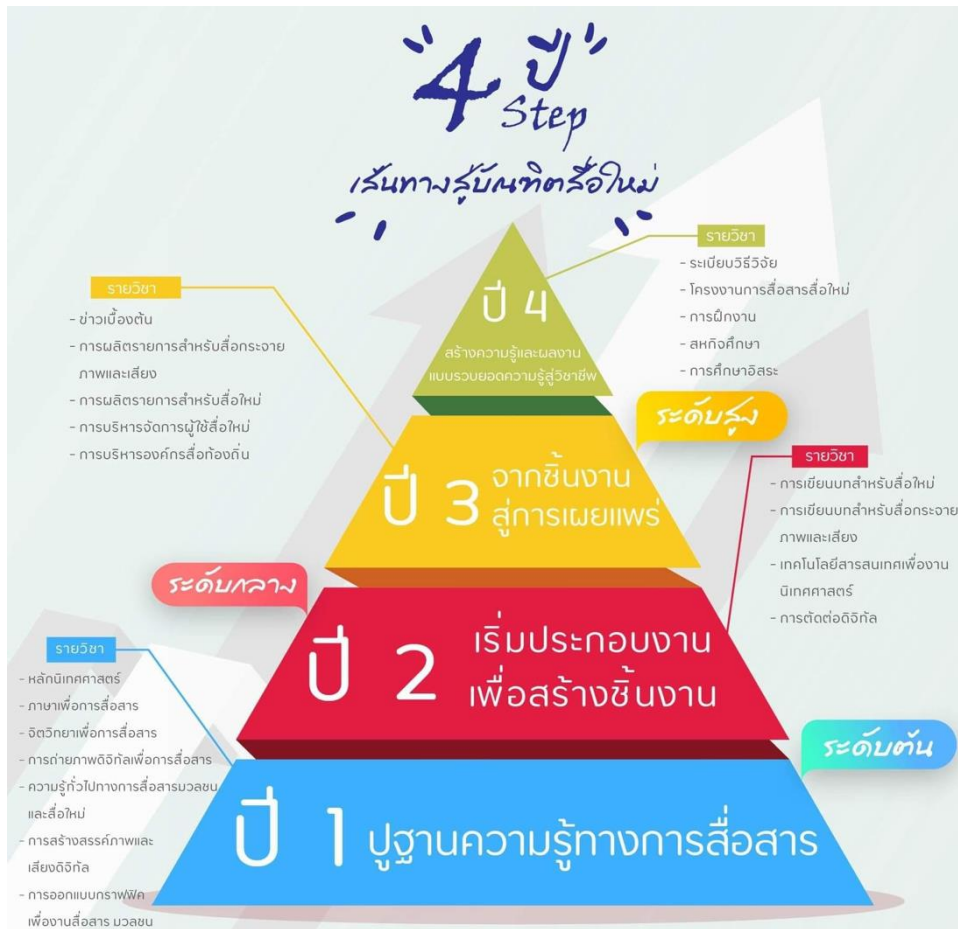 "4 ปี"
Step
เส้นทางสู่บัณฑิตสื่อใหม่
รายวิชา
- ระเบียบวิธีวิจัย
- โครงงานการสื่อสารสื่อใหม่
- การฝึกงาน
- สหกิจศึกษา
- การศึกษาอิสระ
ปี 4
สร้างความรู้และผลงาน
แบบรวบยอดความรู้สู่วิชาชีพ
รายวิชา
- ข่าวเบื้องต้น
- การผลิตรายการสำหรับสื่อกระจาย
ภาพและเสียง
- การผลิตรายการสำหรับสื่อใหม่
- การบริหารจัดการผู้ใช้สื่อใหม่
- การบริหารองค์กรสื่อท้องถิ่น
ระดับสูง
ปี 3
จากชิ้นงาน
สู่การเผยแพร่
รายวิชา
- การเขียนบทสำหรับสื่อใหม่
- การเขียนบทสำหรับสื่อกระจาย
ภาพและเสียง
- เทคโนโลยีสารสนเทศเพื่องาน
นิเทศศาสตร์
- การตัดต่อดิจิทัล
ระดับกลาง
ปี 2
เริ่มประกอบงาน
เพื่อสร้างชิ้นงาน
รายวิชา
- หลักนิเทศศาสตร์
- ภาษาเพื่อการสื่อสาร
- จิตวิทยาเพื่อการสื่อสาร
- การถ่ายภาพดิจิทัลเพื่อการสื่อสาร
- ความรู้ทั่วไปทางการสื่อสารมวลชน
และสื่อใหม่
- การสร้างสรรค์ภาพและ
เสียงดิจิทัล
- การออกแบบกราฟฟิค
เพื่องานสื่อสาร มวลชน
ระดับต้น
ปี 1 ปูฐานความรู้ทางการสื่อสาร